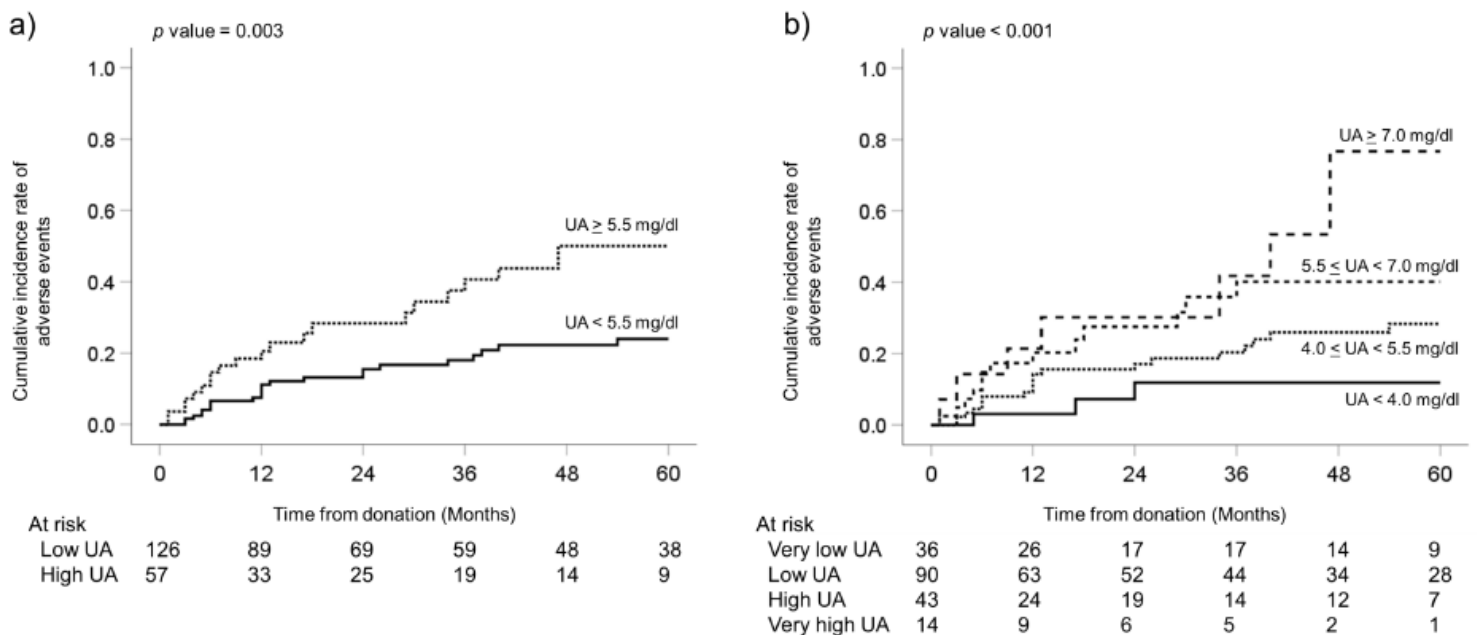 a)
p value = 0.003
Cumulative incidence rate of
adverse events
1.0
0.8
0.6
0.4
0.2
0.0
UA ≥ 5.5 mg/dl
UA < 5.5 mg/dl
0 12 24 36 48 60
Time from donation (Months)
At risk
Low UA 126 89 69 59 48 38
High UA 57 33 25 19 14 9
b)
p value < 0.001
Cumulative incidence rate of
adverse events
1.0
0.8
0.6
0.4
0.2
0.0
UA ≥ 7.0 mg/dl
5.5 ≤ UA < 7.0 mg/dl
4.0 ≤ UA < 5.5 mg/dl
UA < 4.0 mg/dl
0 12 24 36 48 60
Time from donation (Months)
At risk
Very low UA 36 26 17 17 14 9
Low UA 90 63 52 44 34 28
High UA 43 24 19 14 12 7
Very high UA 14 9 6 5 2 1